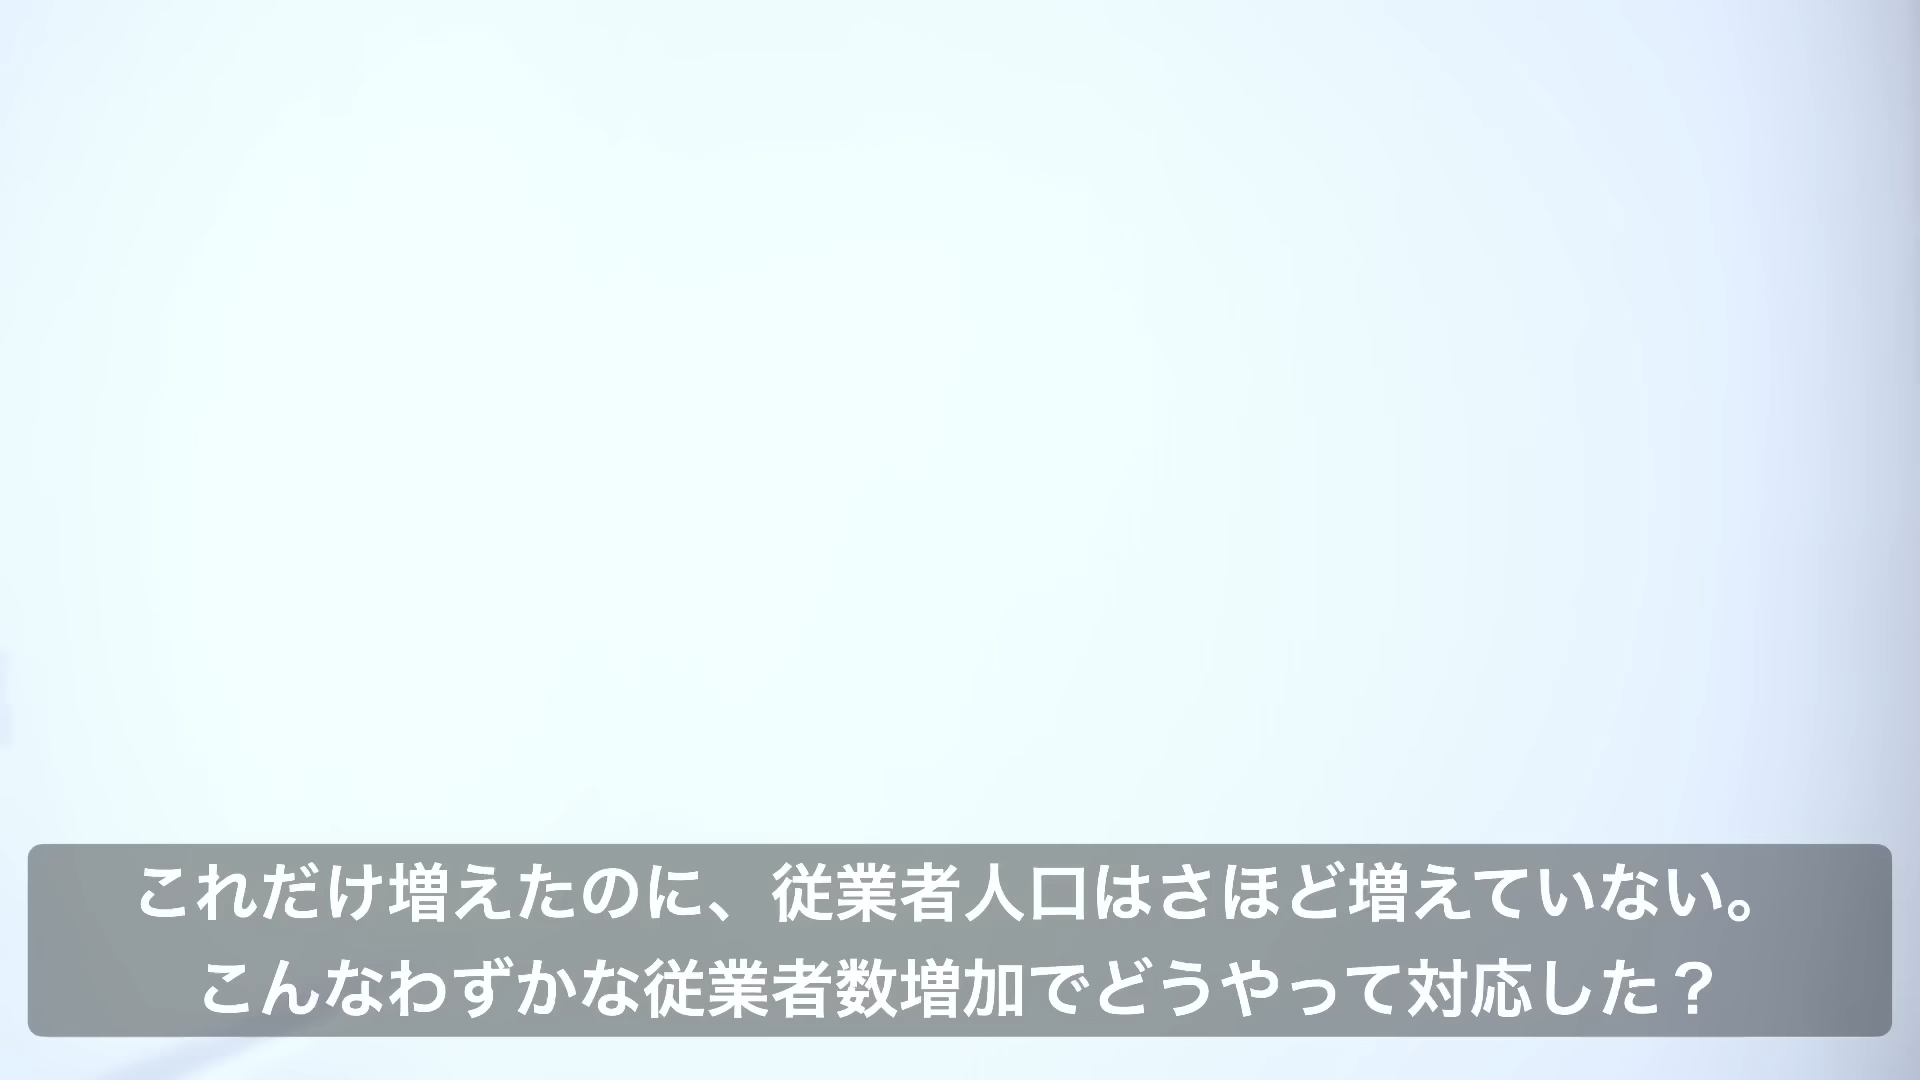 これだけ増えたのに、従業者人口はさほど増えていない。
こんなわずかな従業者数増加でどうやって対応した？